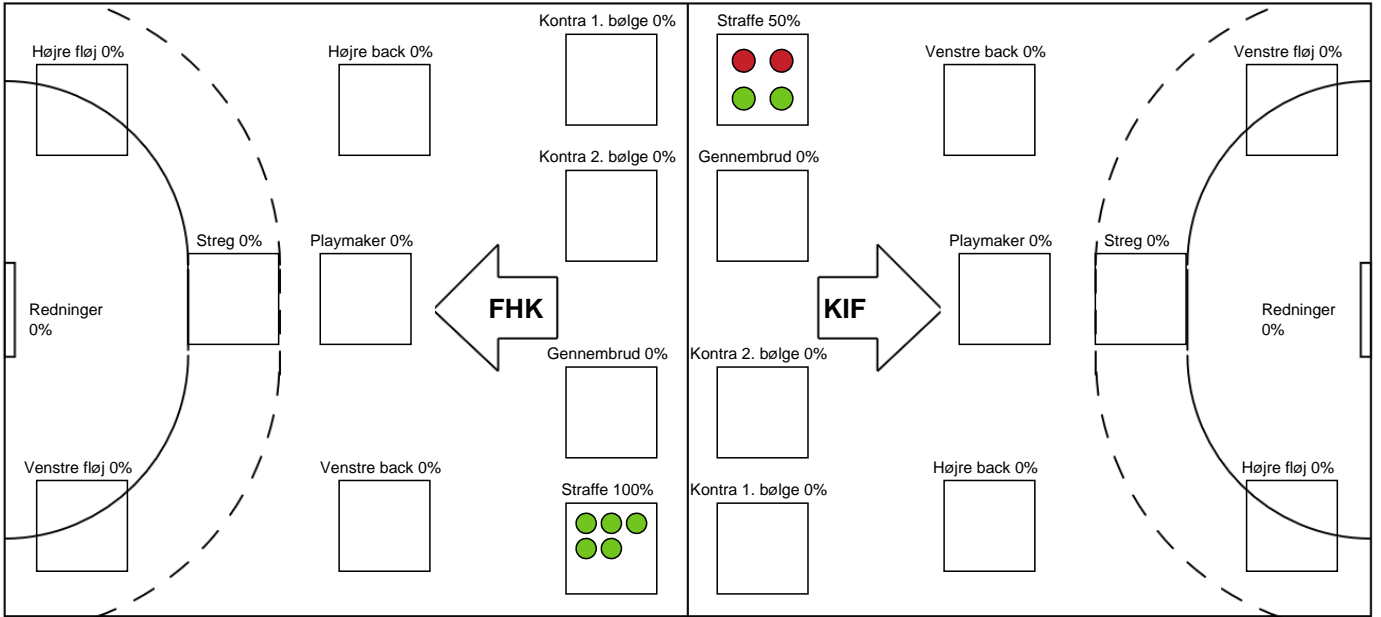 Kontra 1. bølge 0%
Straffe 50%
Højre fløj 0%
Højre back 0%
Venstre back 0%
Venstre fløj 0%
Kontra 2. bølge 0%
Gennembrud 0%
Streg 0%
Playmaker 0%
Playmaker 0%
Streg 0%
Redninger
0%
FHK
KIF
Redninger
0%
Gennembrud 0%
Kontra 2. bølge 0%
Venstre fløj 0%
Venstre back 0%
Højre back 0%
Højre fløj 0%
Straffe 100%
Kontra 1. bølge 0%